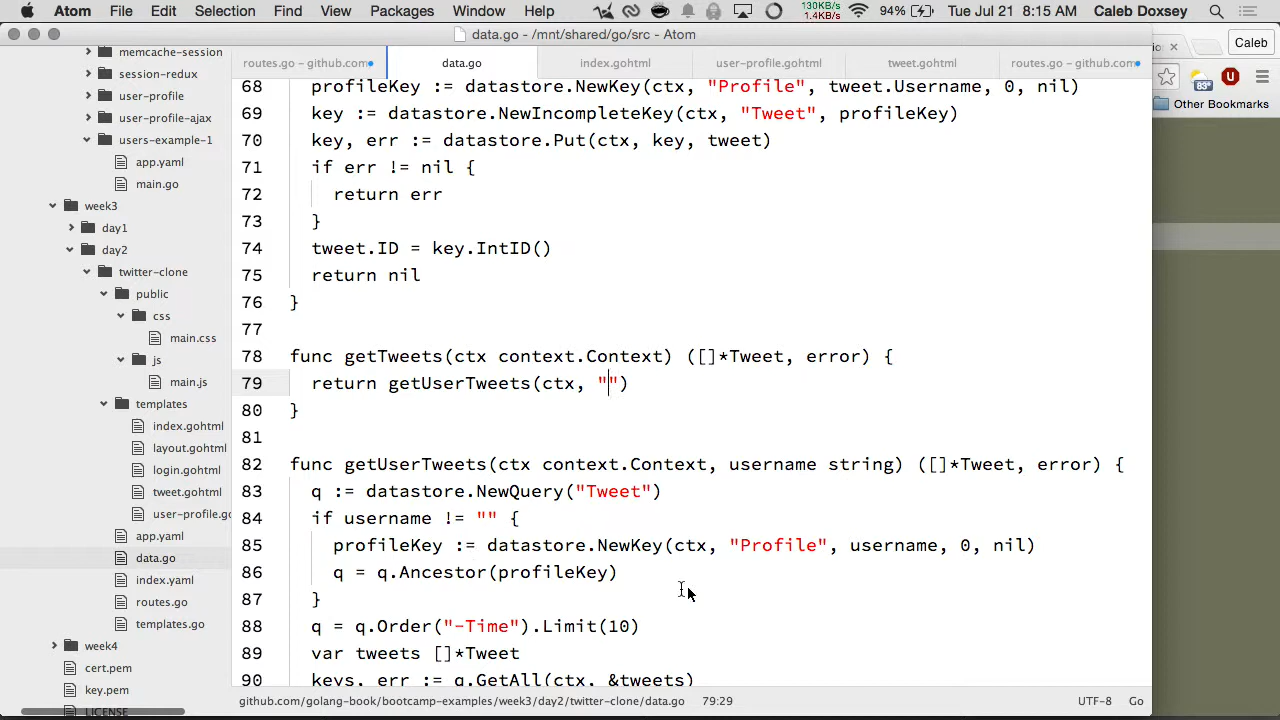 Atom File Edit Selection Find View Packages Window Help 130KB/s 1.4KB/s 94% Tue Jul 21 8:15 AM Caleb Doxsey
data.go - /mnt/shared/go/src - Atom
Caleb
83°
Other Bookmarks
routes.go – github.com
data.go
index.gohtml
user-profile.gohtml
tweet.gohtml
routes.go – github.com
memcache-session
session-redux
user-profile
user-profile-ajax
users-example-1
app.yaml
main.go
week3
day1
day2
twitter-clone
public
css
main.css
js
main.js
templates
index.gohtml
layout.gohtml
login.gohtml
tweet.gohtml
user-profile.go
app.yaml
data.go
index.yaml
routes.go
templates.go
week4
cert.pem
key.pem
LICENSE
68 profileKey := datastore.NewKey(ctx, "Profile", tweet.Username, 0, nil)
69 key := datastore.NewIncompleteKey(ctx, "Tweet", profileKey)
70 key, err := datastore.Put(ctx, key, tweet)
71 if err != nil {
72 return err
73 }
74 tweet.ID = key.IntID()
75 return nil
76 }
77
78 func getTweets(ctx context.Context) ([]*Tweet, error) {
79 return getUserTweets(ctx, "")
80 }
81
82 func getUserTweets(ctx context.Context, username string) ([]*Tweet, error) {
83 q := datastore.NewQuery("Tweet")
84 if username != "" {
85 profileKey := datastore.NewKey(ctx, "Profile", username, 0, nil)
86 q = q.Ancestor(profileKey)
87 }
88 q = q.Order("-Time").Limit(10)
89 var tweets []*Tweet
90 keys, err := q.GetAll(ctx, &tweets)
github.com/golang-book/bootcamp-examples/week3/day2/twitter-clone/data.go 79:29 UTF-8 Go